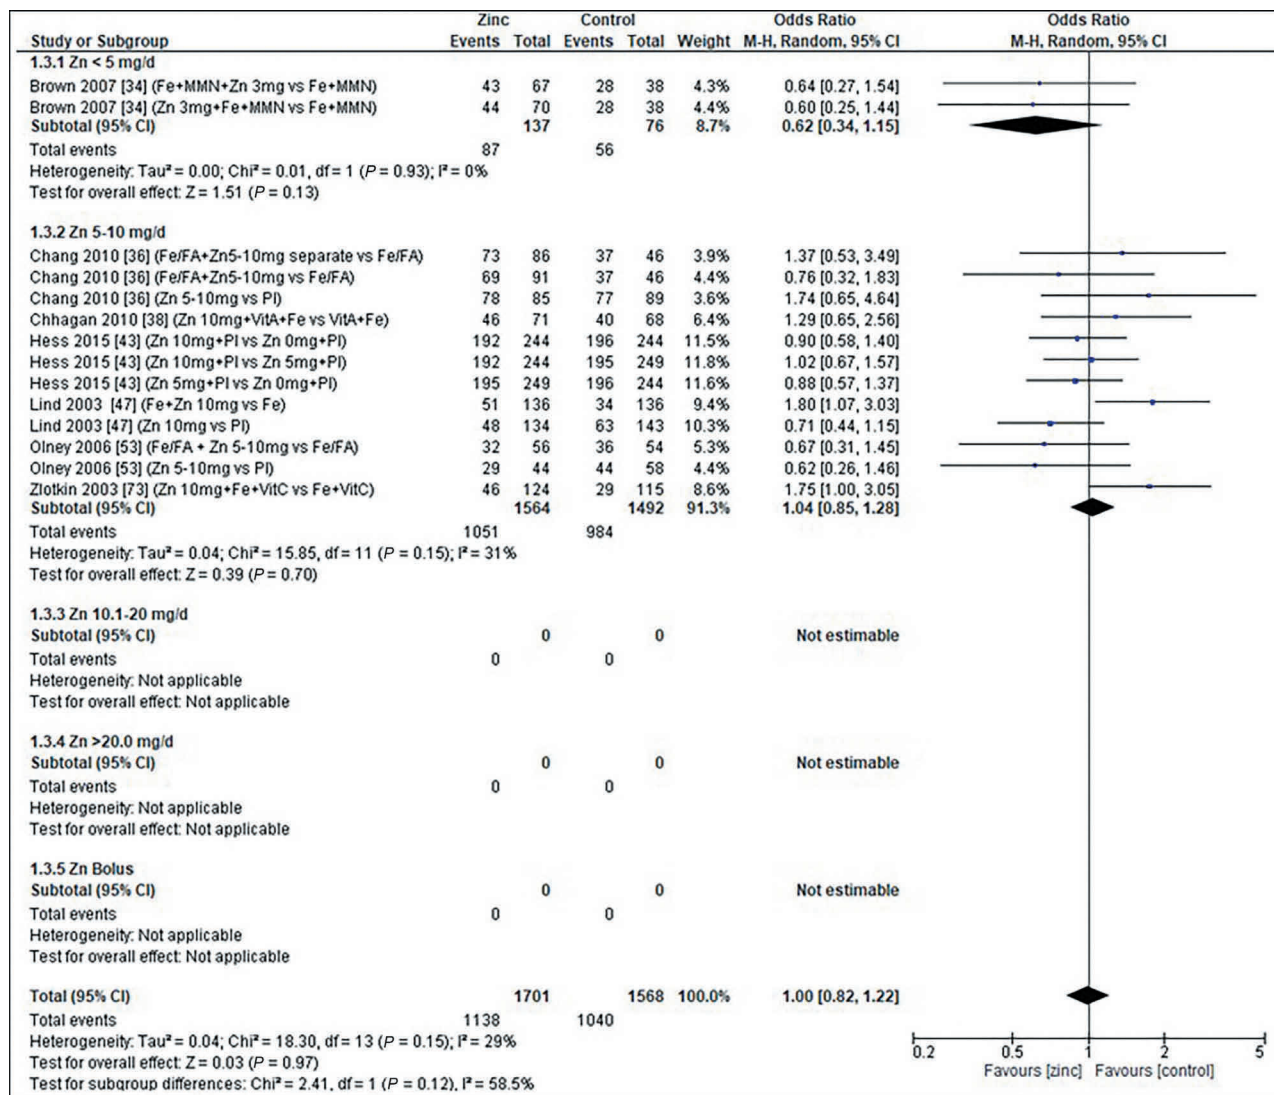 Zinc Control Odds Ratio Odds Ratio
Study or Subgroup Events Total Events Total Weight M-H, Random, 95% CI M-H, Random, 95% CI
1.3.1 Zn < 5 mg/d
Brown 2007 [34] (Fe+MMN+Zn 3mg vs Fe+MMN) 43 67 28 38 4.3% 0.64 [0.27, 1.54]
Brown 2007 [34] (Zn 3mg+Fe+MMN vs Fe+MMN) 44 70 28 38 4.4% 0.60 [0.25, 1.44]
Subtotal (95% CI) 137 76 8.7% 0.62 [0.34, 1.15]
Total events 87 56
Heterogeneity: Tau² = 0.00; Chi² = 0.01, df = 1 (P = 0.93); I² = 0%
Test for overall effect: Z = 1.51 (P = 0.13)
1.3.2 Zn 5-10 mg/d
Chang 2010 [36] (Fe/FA+Zn5-10mg separate vs Fe/FA) 73 86 37 46 3.9% 1.37 [0.53, 3.49]
Chang 2010 [36] (Fe/FA+Zn5-10mg vs Fe/FA) 69 91 37 46 4.4% 0.76 [0.32, 1.83]
Chang 2010 [36] (Zn 5-10mg vs Pl) 78 85 77 89 3.6% 1.74 [0.65, 4.64]
Chhagan 2010 [38] (Zn 10mg+VitA+Fe vs VitA+Fe) 46 71 40 68 6.4% 1.29 [0.65, 2.56]
Hess 2015 [43] (Zn 10mg+Pl vs Zn 0mg+Pl) 192 244 196 244 11.5% 0.90 [0.58, 1.40]
Hess 2015 [43] (Zn 10mg+Pl vs Zn 5mg+Pl) 192 244 195 249 11.8% 1.02 [0.67, 1.57]
Hess 2015 [43] (Zn 5mg+Pl vs Zn 0mg+Pl) 195 249 196 244 11.6% 0.88 [0.57, 1.37]
Lind 2003 [47] (Fe+Zn 10mg vs Fe) 51 136 34 136 9.4% 1.80 [1.07, 3.03]
Lind 2003 [47] (Zn 10mg vs Pl) 48 134 63 143 10.3% 0.71 [0.44, 1.15]
Olney 2006 [53] (Fe/FA + Zn 5-10mg vs Fe/FA) 32 56 36 54 5.3% 0.67 [0.31, 1.45]
Olney 2006 [53] (Zn 5-10mg vs Pl) 29 44 44 58 4.4% 0.62 [0.26, 1.46]
Zlotkin 2003 [73] (Zn 10mg+Fe+VitC vs Fe+VitC) 46 124 29 115 8.6% 1.75 [1.00, 3.05]
Subtotal (95% CI) 1564 1492 91.3% 1.04 [0.85, 1.28]
Total events 1051 984
Heterogeneity: Tau² = 0.04; Chi² = 15.85, df = 11 (P = 0.15); I² = 31%
Test for overall effect: Z = 0.39 (P = 0.70)
1.3.3 Zn 10.1-20 mg/d
Subtotal (95% CI) 0 0 Not estimable
Total events 0 0
Heterogeneity: Not applicable
Test for overall effect: Not applicable
1.3.4 Zn >20.0 mg/d
Subtotal (95% CI) 0 0 Not estimable
Total events 0 0
Heterogeneity: Not applicable
Test for overall effect: Not applicable
1.3.5 Zn Bolus
Subtotal (95% CI) 0 0 Not estimable
Total events 0 0
Heterogeneity: Not applicable
Test for overall effect: Not applicable
Total (95% CI) 1701 1568 100.0% 1.00 [0.82, 1.22]
Total events 1138 1040
Heterogeneity: Tau² = 0.04; Chi² = 18.30, df = 13 (P = 0.15); I² = 29%
Test for overall effect: Z = 0.03 (P = 0.97)
Test for subgroup differences: Chi² = 2.41, df = 1 (P = 0.12), I² = 58.5%
0.2 0.5 1 2 5
Favours [zinc] Favours [control]